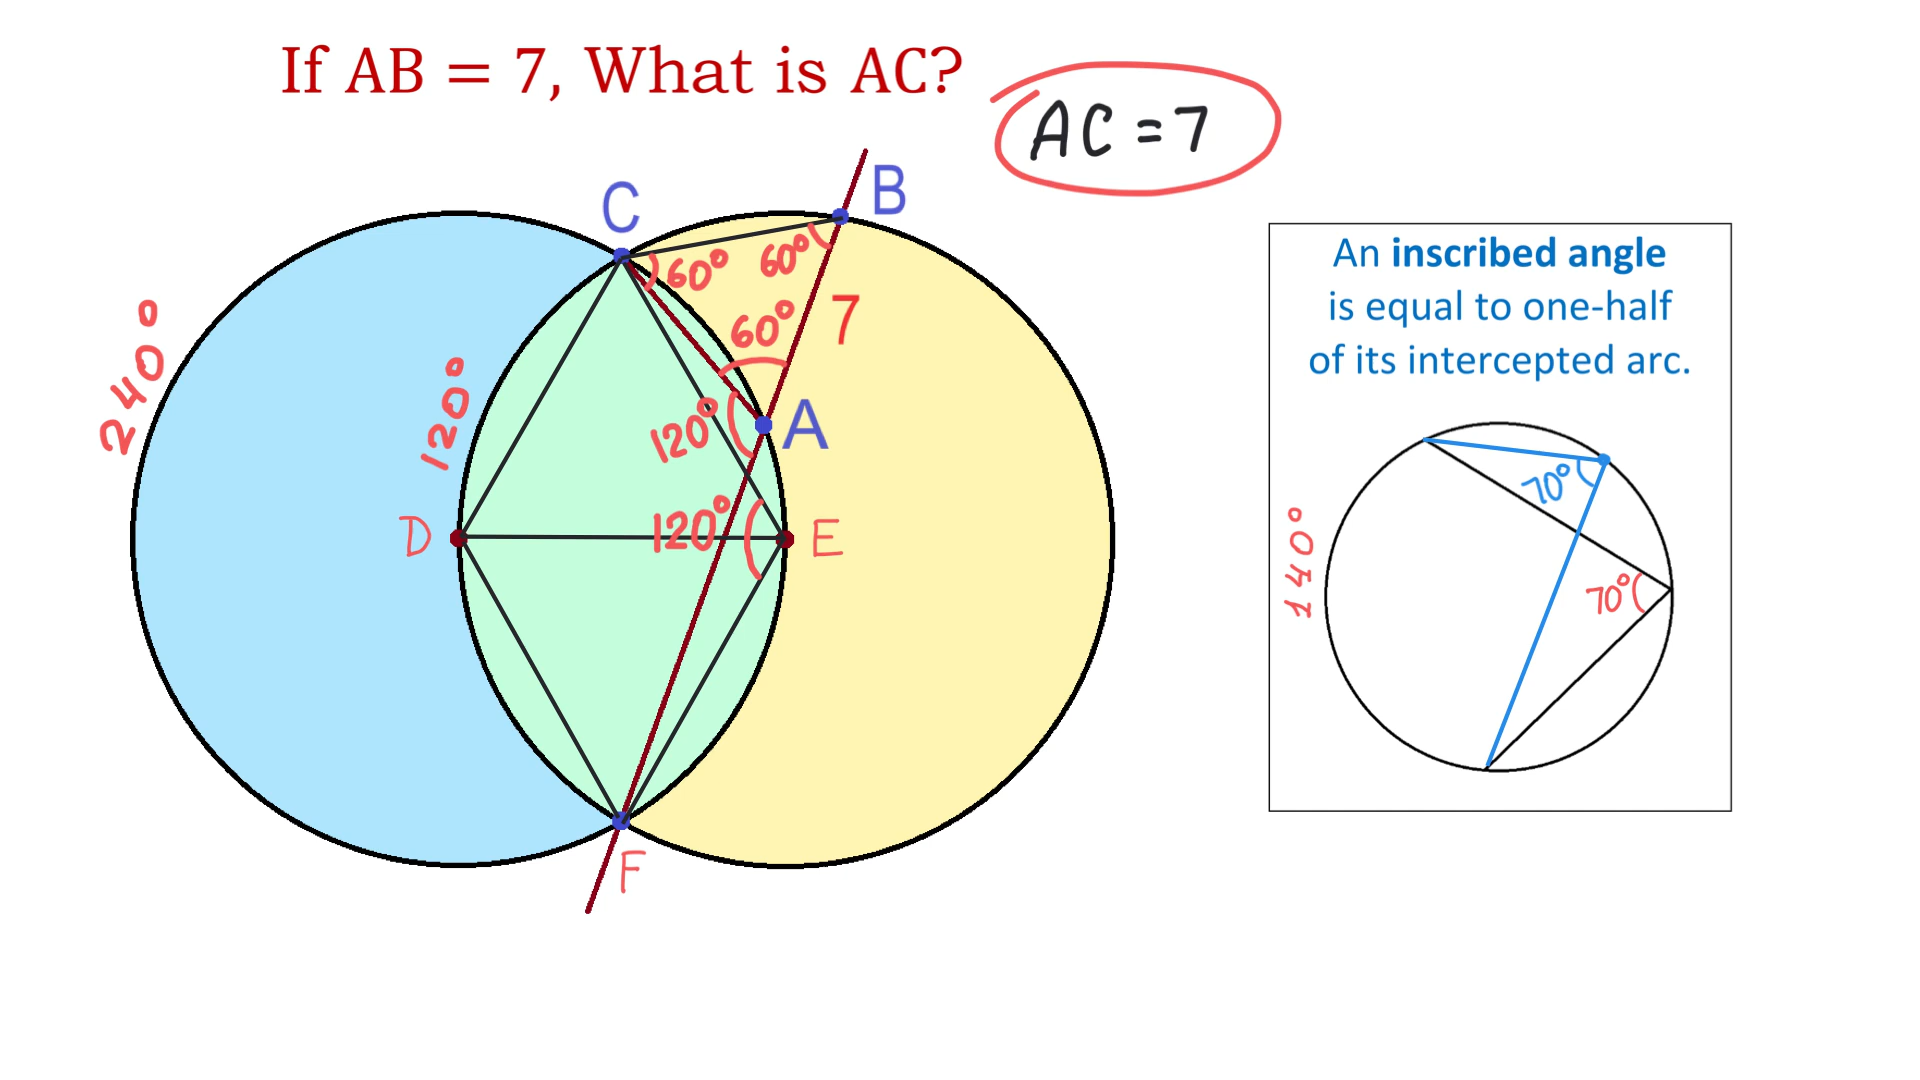 If AB = 7, What is AC?
AC = 7
C
B
60°
60°
60°
7
240°
120°
120°
A
D
120°
E
F
An inscribed angle
is equal to one-half
of its intercepted arc.
70°
140°
70°